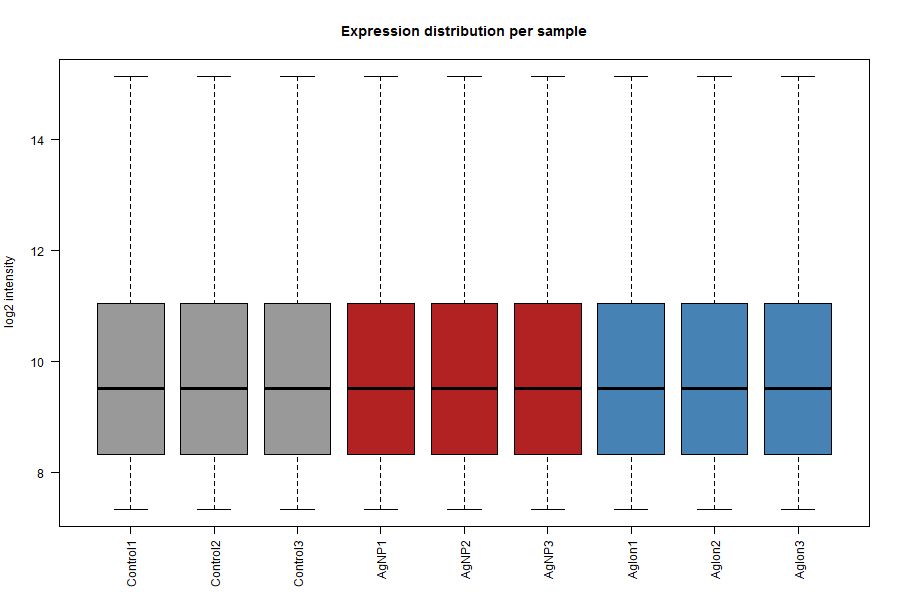 Expression distribution per sample
log2 intensity
14
12
10
8
Control1
Control2
Control3
AgNP1
AgNP2
AgNP3
AgIon1
AgIon2
AgIon3